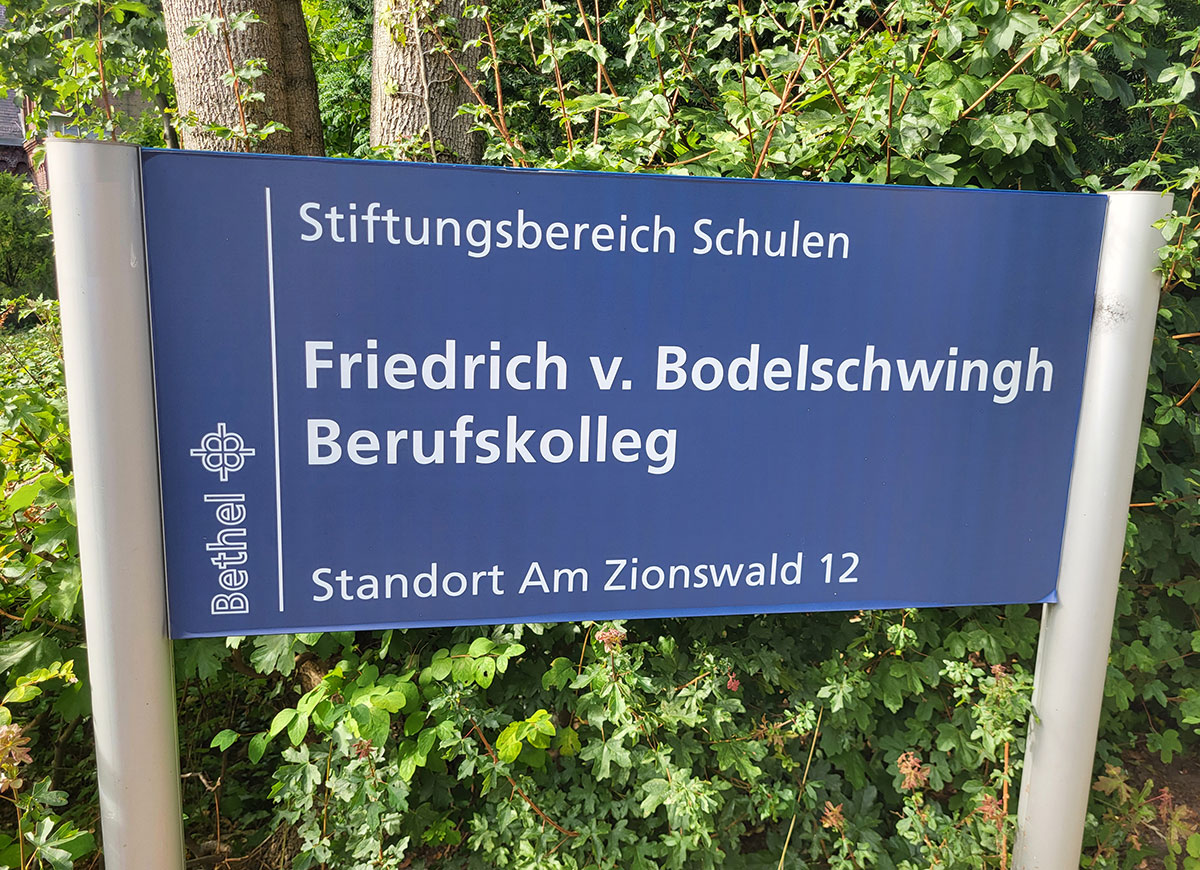 Stiftungsbereich Schulen
Friedrich v. Bodelschwingh
Berufskolleg
Standort Am Zionswald 12
Bethel